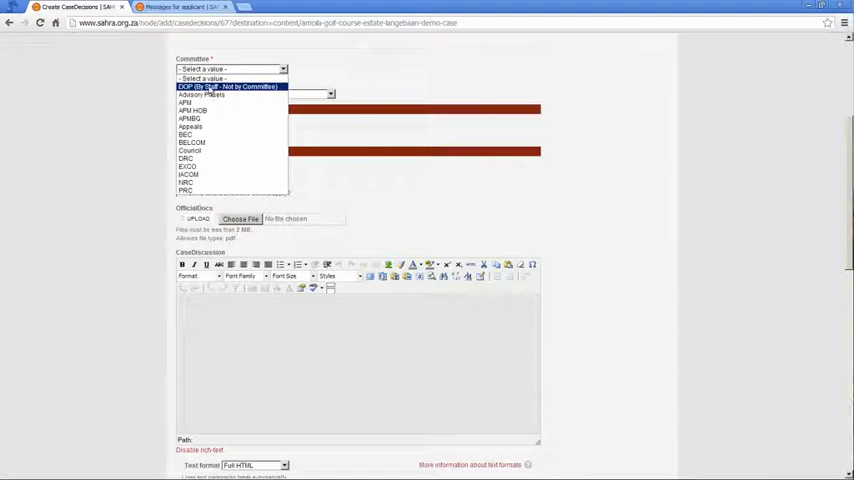 Create CaseDecisions | SAH
Messages for applicant | S
www.sahra.org.za/node/add/casedecisions/67?destination=content/amola-golf-course-estate-langebaan-demo-case
Committee *
- Select a value -
- Select a value -
DOP (By Staff - Not by Committee)
Advisory Panels
APM
APM HOB
APMBG
Appeals
BEC
BELCOM
Council
DRC
EXCO
IACOM
NRC
PRC
OfficialDocs
UPLOAD Choose File No file chosen
Files must be less than 2 MB.
Allowed file types: pdf
CaseDiscussion
Format Font Family Font Size Styles
Path:
Disable rich-text
Text format Full HTML More information about text formats